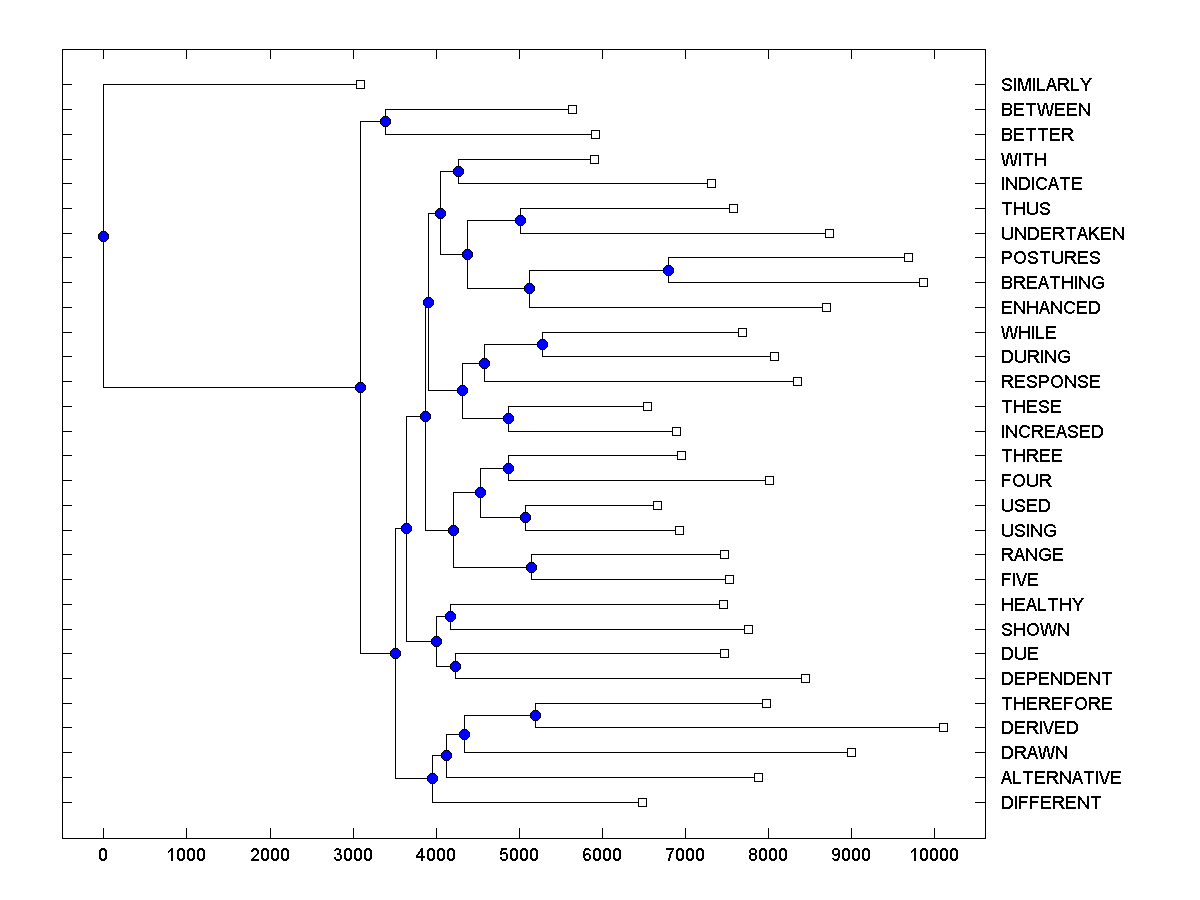 SIMILARLY
BETWEEN
BETTER
WITH
INDICATE
THUS
UNDERTAKEN
POSTURES
BREATHING
ENHANCED
WHILE
DURING
RESPONSE
THESE
INCREASED
THREE
FOUR
USED
USING
RANGE
FIVE
HEALTHY
SHOWN
DUE
DEPENDENT
THEREFORE
DERIVED
DRAWN
ALTERNATIVE
DIFFERENT
0 1000 2000 3000 4000 5000 6000 7000 8000 9000 10000